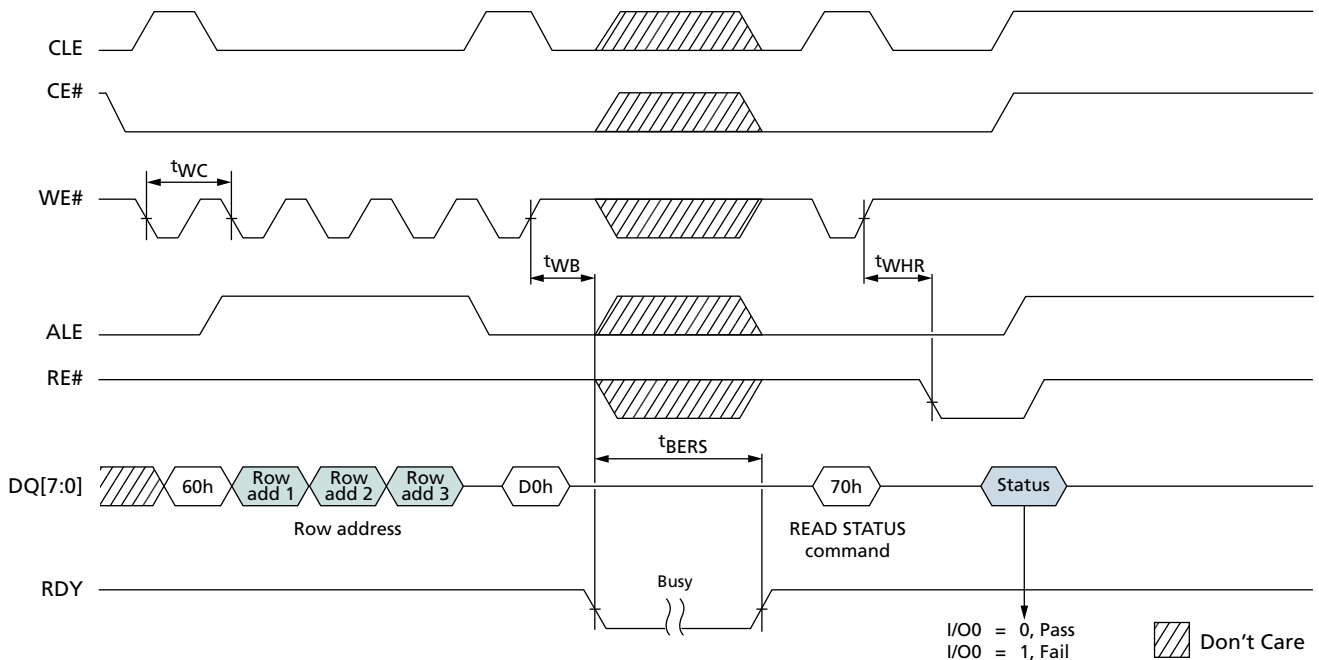 CLE
CE#
tWC
WE#
tWB
tWHR
ALE
RE#
tBERS
DQ[7:0]
60h
Row add 1
Row add 2
Row add 3
D0h
70h
Status
Row address
READ STATUS
command
RDY
Busy
I/O0 = 0, Pass
I/O0 = 1, Fail
Don't Care